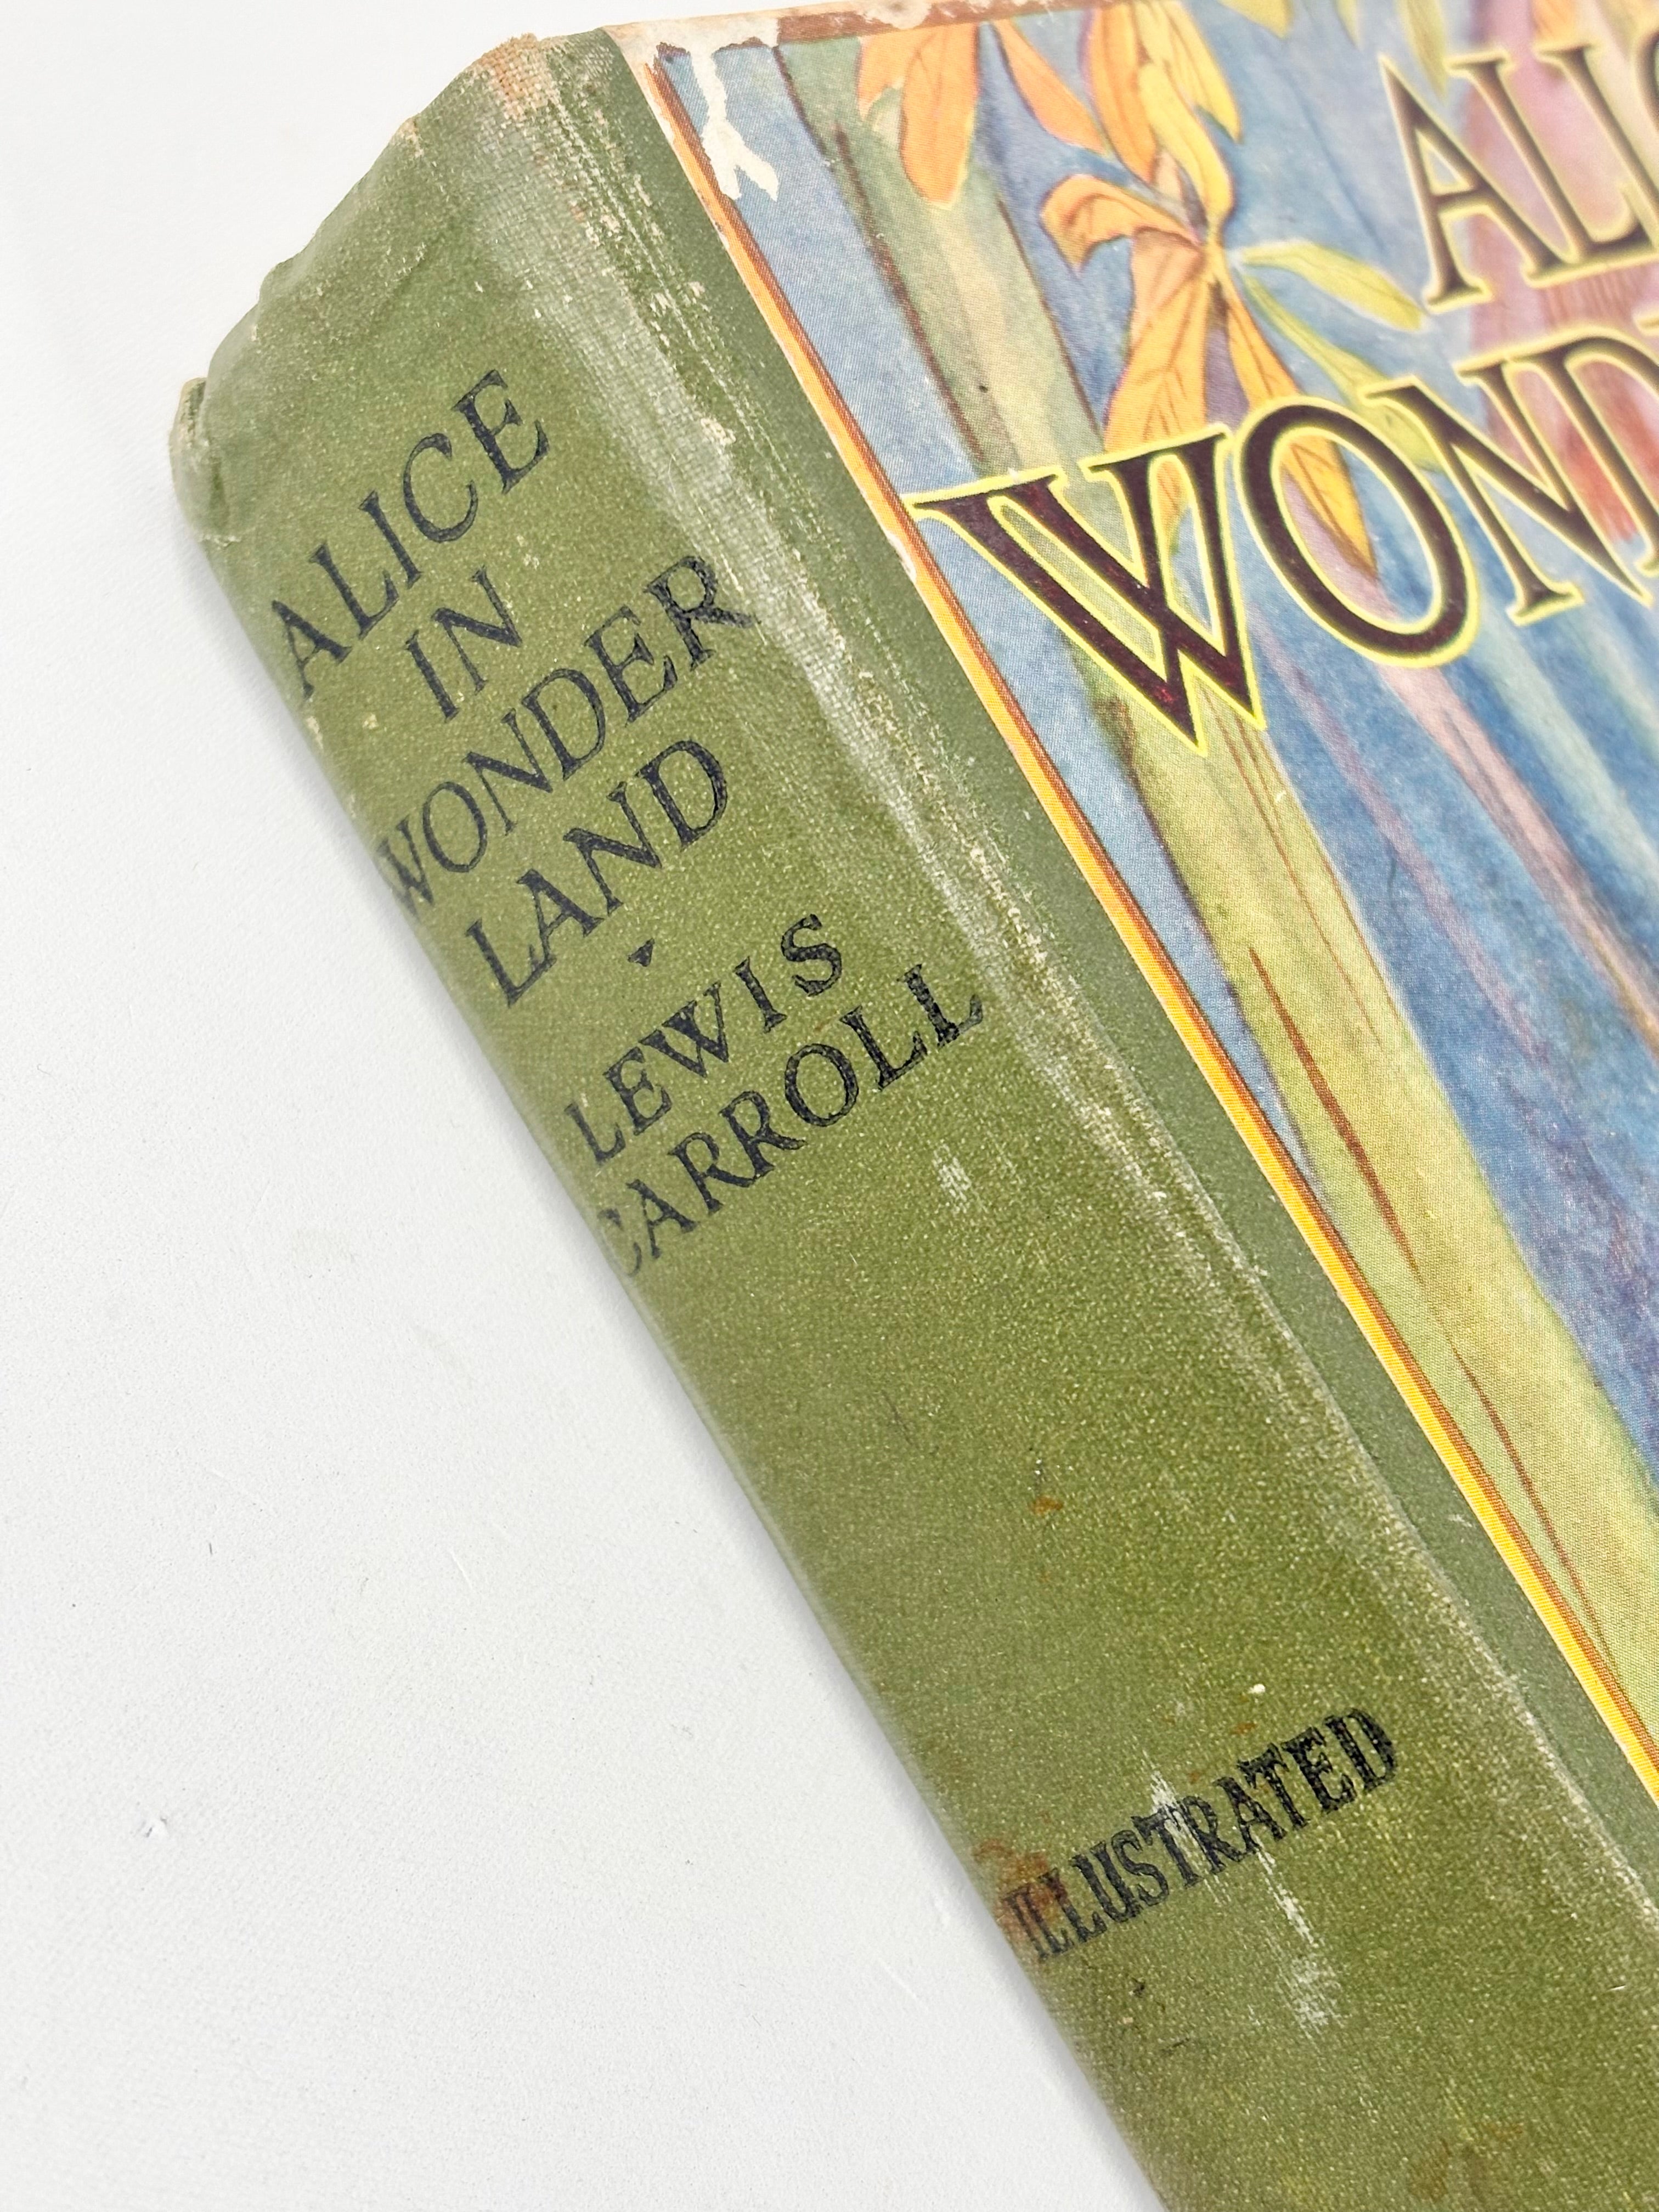 ALICE
IN
WONDER
LAND
LEWIS
CARROLL
ILLUSTRATED